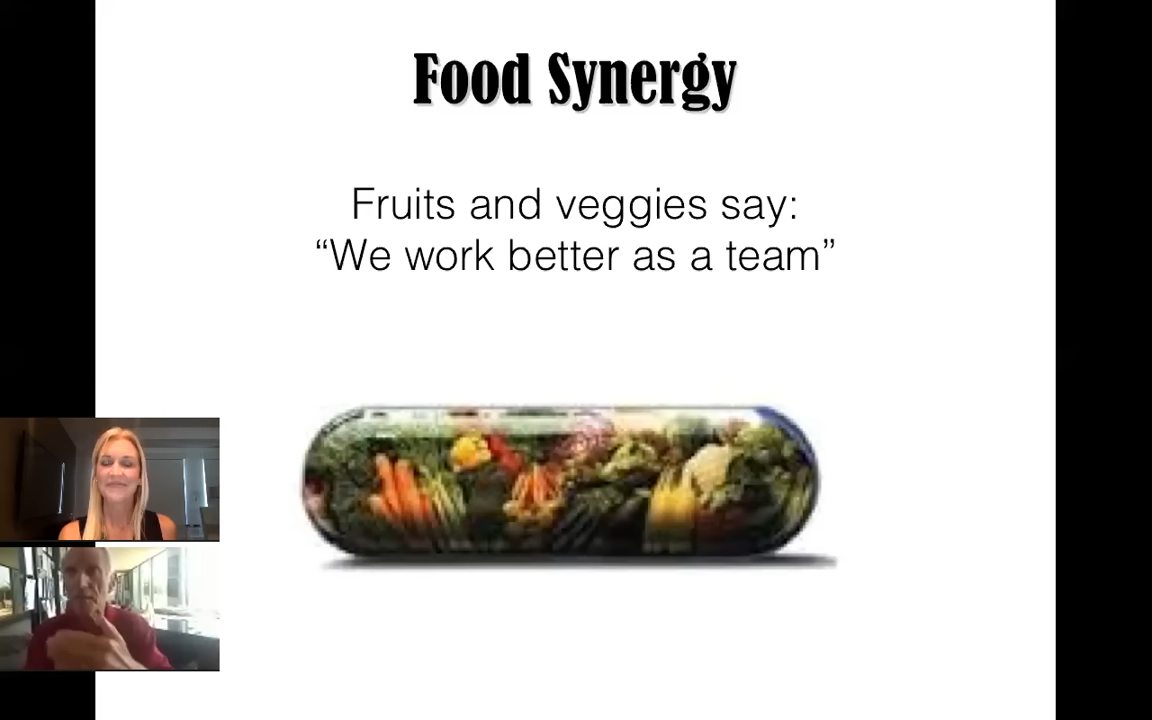 Food Synergy
Fruits and veggies say:
“We work better as a team”